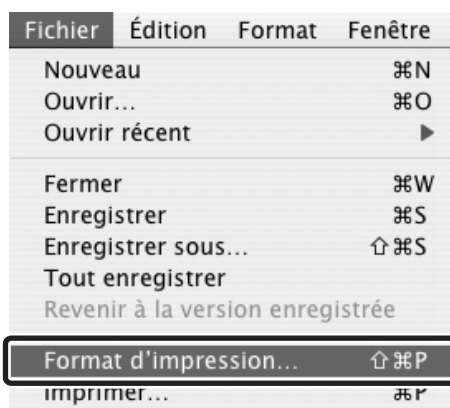 Fichier Édition Format Fenêtre
Nouveau ⌘N
Ouvrir... ⌘O
Ouvrir récent ▶
Fermer ⌘W
Enregistrer ⌘S
Enregistrer sous... ⇧⌘S
Tout enregistrer
Revenir à la version enregistrée
Format d'impression... ⇧⌘P
Imprimer... ⌘P